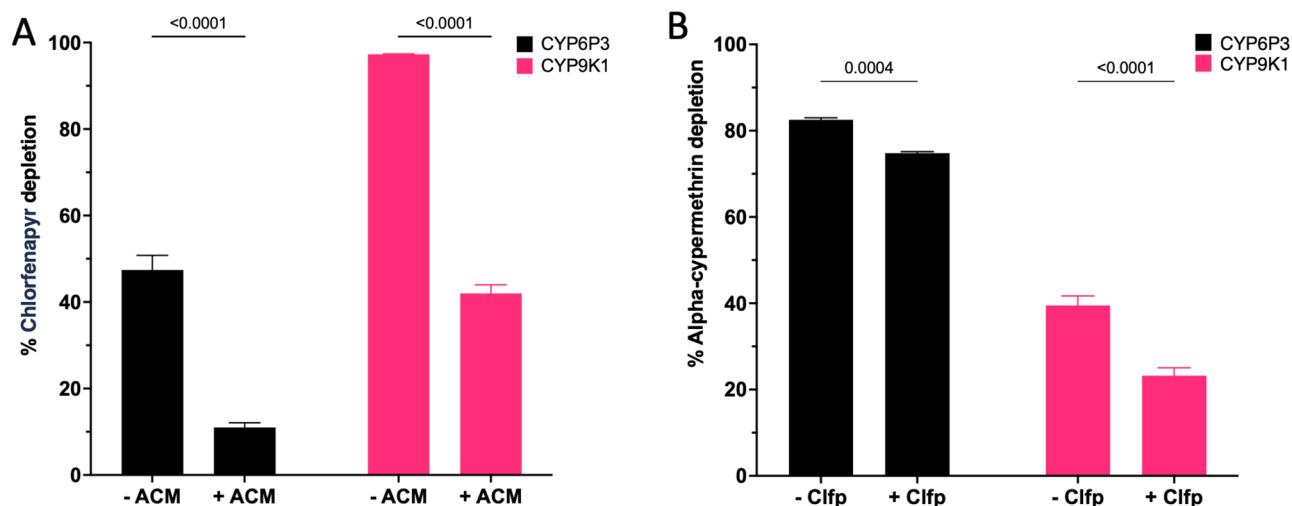 A
<0.0001
<0.0001
CYP6P3
CYP9K1
% Chlorfenapyr depletion
100
80
60
40
20
0
- ACM
+ ACM
- ACM
+ ACM
B
0.0004
<0.0001
CYP6P3
CYP9K1
% Alpha-cypermethrin depletion
100
80
60
40
20
0
- Clfp
+ Clfp
- Clfp
+ Clfp